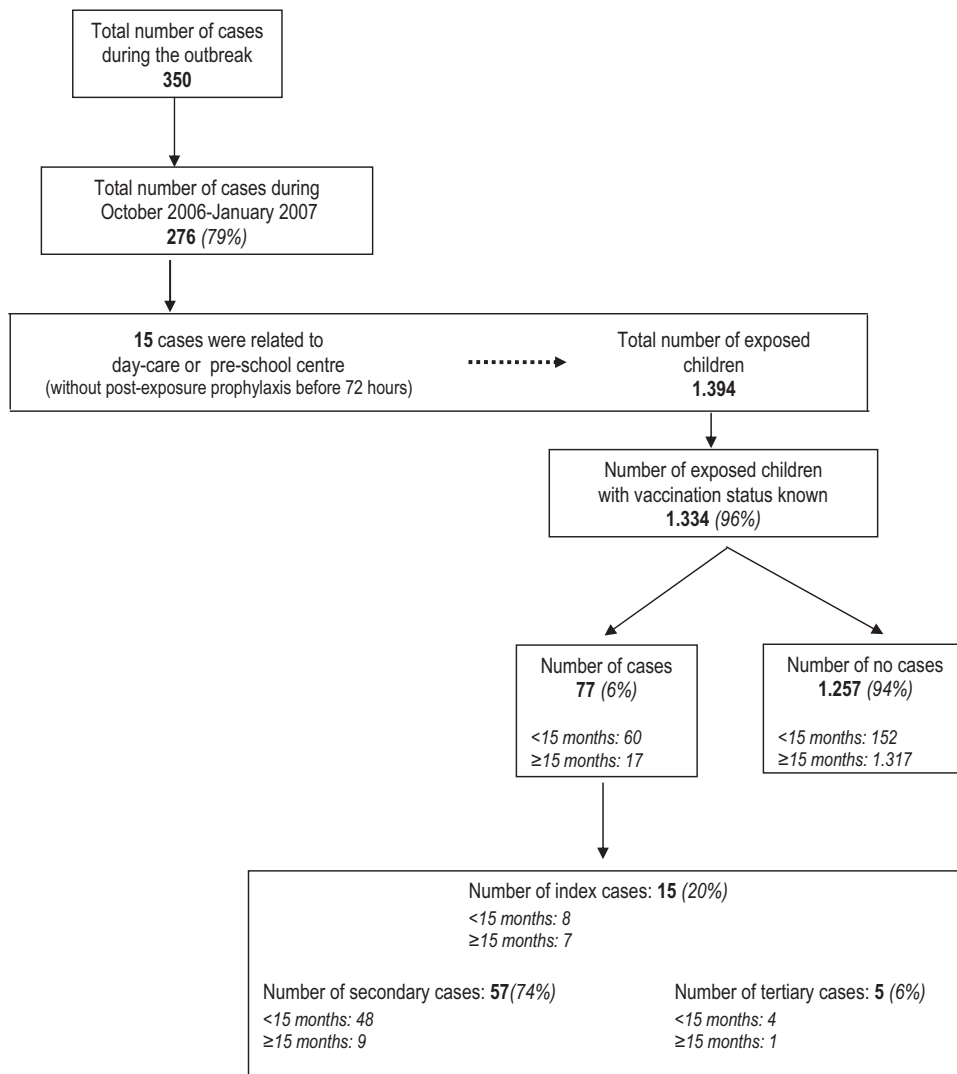 Total number of cases
during the outbreak
350
Total number of cases during
October 2006-January 2007
276 (79%)
15 cases were related to
day-care or pre-school centre
(without post-exposure prophylaxis before 72 hours)
Total number of exposed
children
1.394
Number of exposed children
with vaccination status known
1.334 (96%)
Number of cases
77 (6%)
<15 months: 60
≥15 months: 17
Number of no cases
1.257 (94%)
<15 months: 152
≥15 months: 1.317
Number of index cases: 15 (20%)
<15 months: 8
≥15 months: 7
Number of secondary cases: 57(74%)
<15 months: 48
≥15 months: 9
Number of tertiary cases: 5 (6%)
<15 months: 4
≥15 months: 1